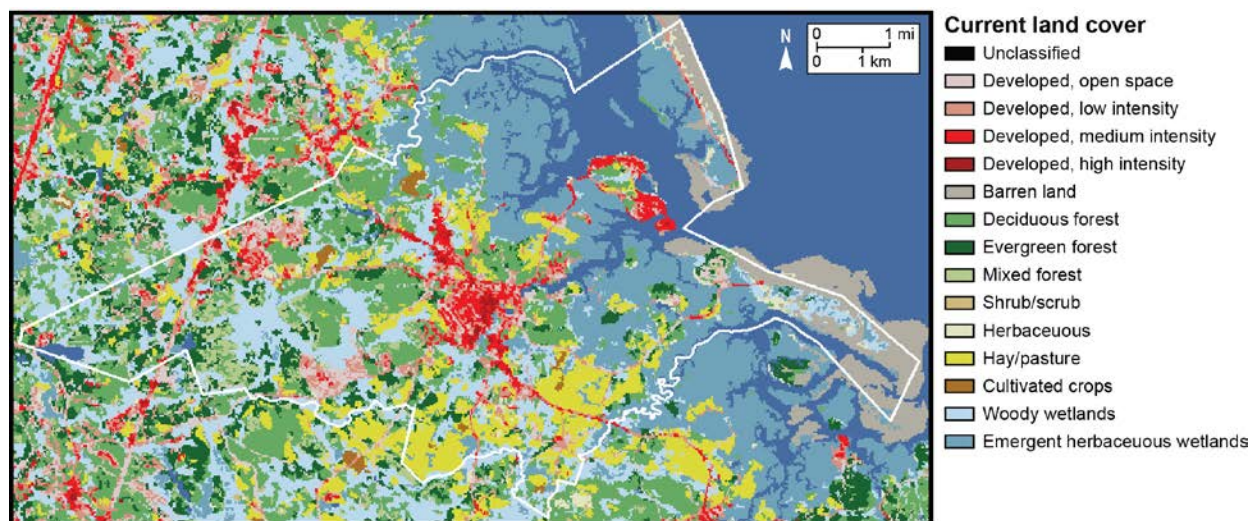 N
0 1 mi
0 1 km
Current land cover
Unclassified
Developed, open space
Developed, low intensity
Developed, medium intensity
Developed, high intensity
Barren land
Deciduous forest
Evergreen forest
Mixed forest
Shrub/scrub
Herbaceuous
Hay/pasture
Cultivated crops
Woody wetlands
Emergent herbaceuous wetlands